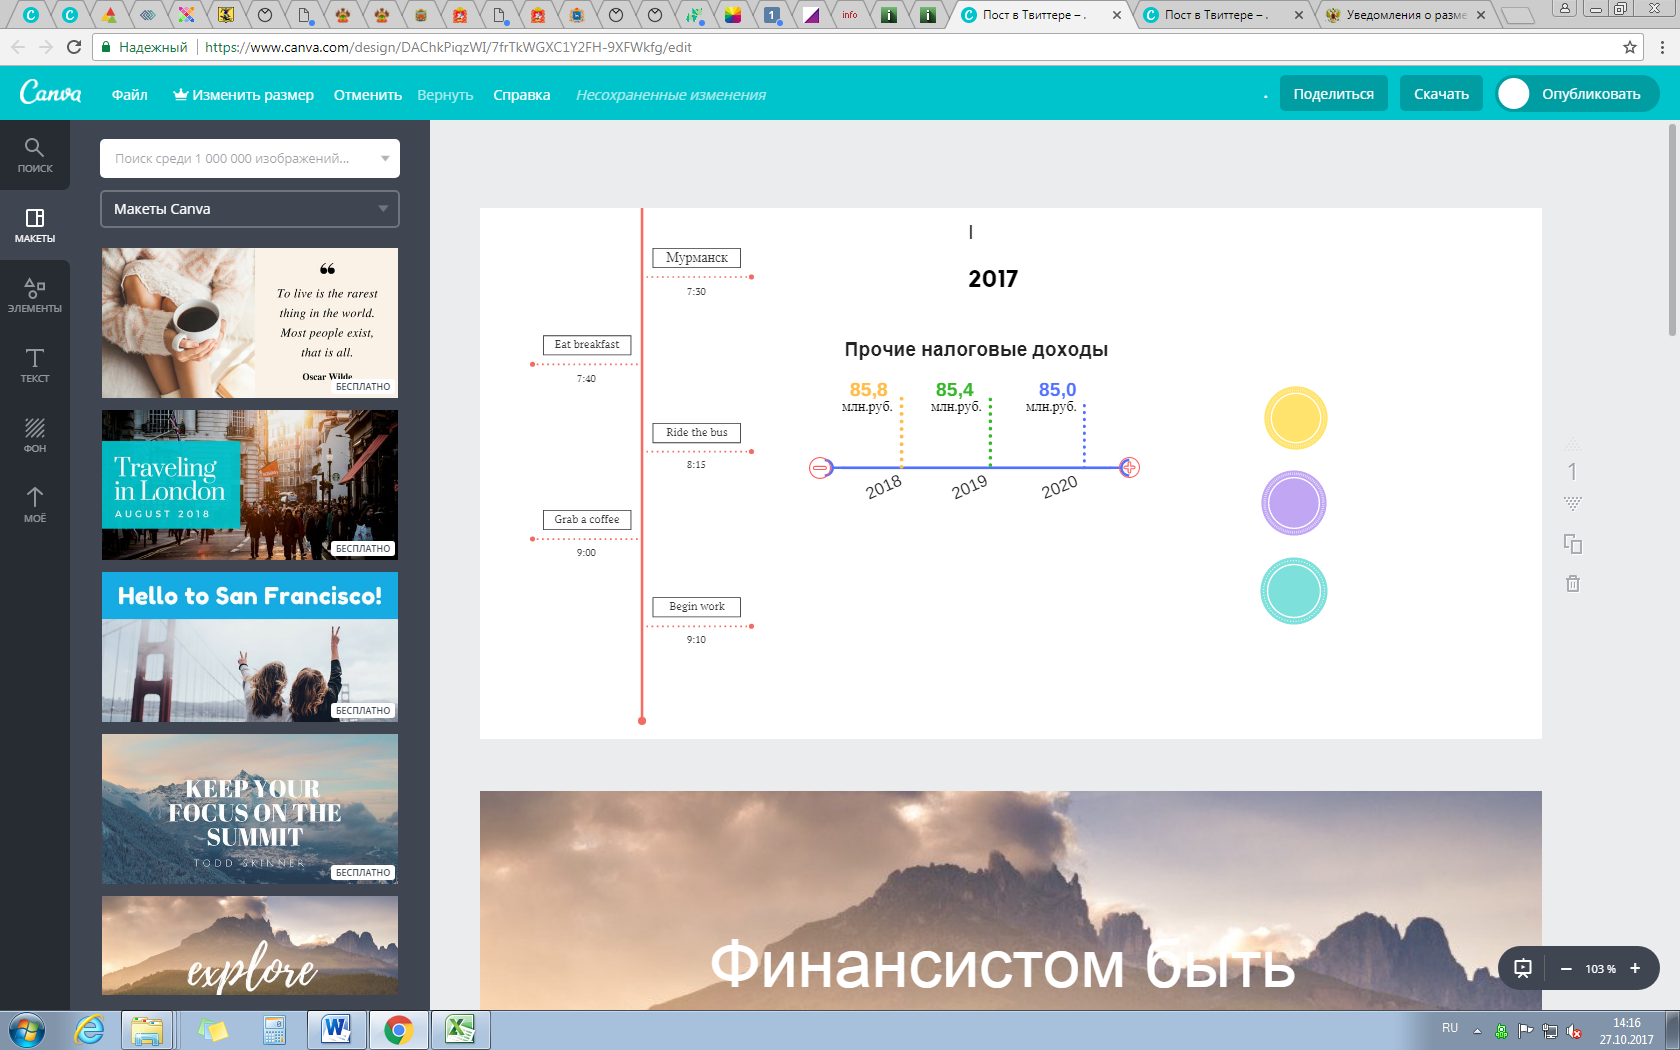 info
Пост в Твиттере – .
Пост в Твиттере – .
Уведомления о разме
Надежный
https://www.canva.com/design/DAChkPiqzWI/7frTkWGXC1Y2FH-9XFWkfg/edit
Canva
Файл
Изменить размер
Отменить
Вернуть
Справка
Несохраненные изменения
Поделиться
Скачать
Опубликовать
ПОИСК
МАКЕТЫ
ЭЛЕМЕНТЫ
ТЕКСТ
ФОН
МОЁ
Поиск среди 1 000 000 изображений...
Макеты Canva
To live is the rarest
thing in the world.
Most people exist,
that is all.
Oscar Wilde
БЕСПЛАТНО
Traveling
in London
AUGUST 2018
БЕСПЛАТНО
Hello to San Francisco!
БЕСПЛАТНО
KEEP YOUR
FOCUS ON THE
SUMMIT
TODD SKINNER
БЕСПЛАТНО
explore
Мурманск
7:30
Eat breakfast
7:40
Ride the bus
8:15
Grab a coffee
9:00
Begin work
9:10
2017
Прочие налоговые доходы
85,8
млн.руб.
85,4
млн.руб.
85,0
млн.руб.
2018
2019
2020
1
Финансистом быть
103 %
RU
14:16
27.10.2017